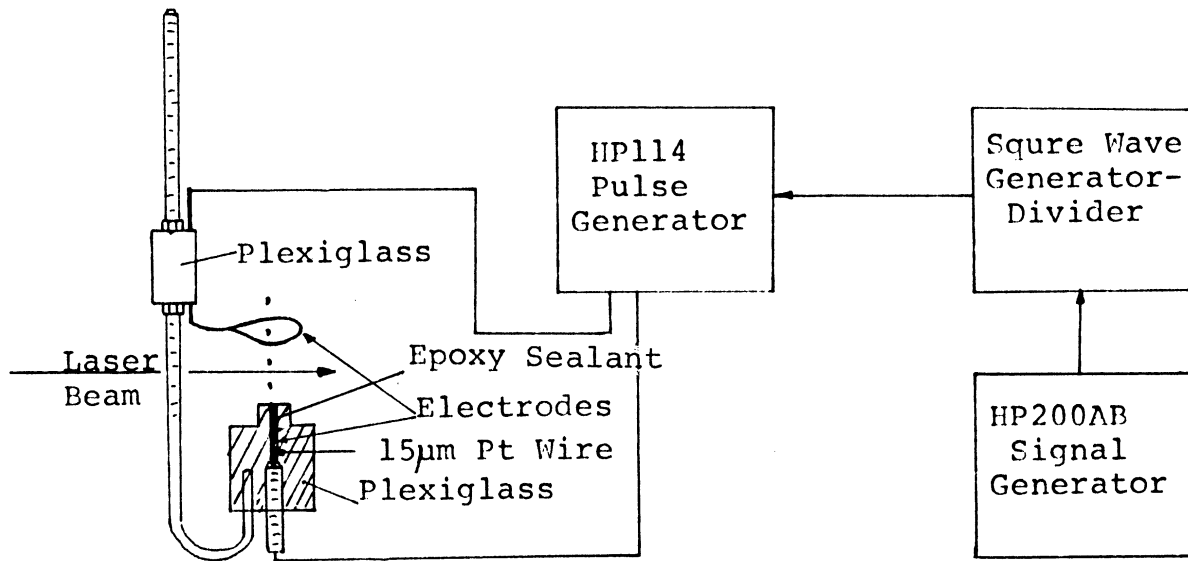 HP114
Pulse
Generator
Squre Wave
Generator-
Divider
Plexiglass
Laser
Beam
Epoxy Sealant
Electrodes
15μm Pt Wire
Plexiglass
HP200AB
Signal
Generator